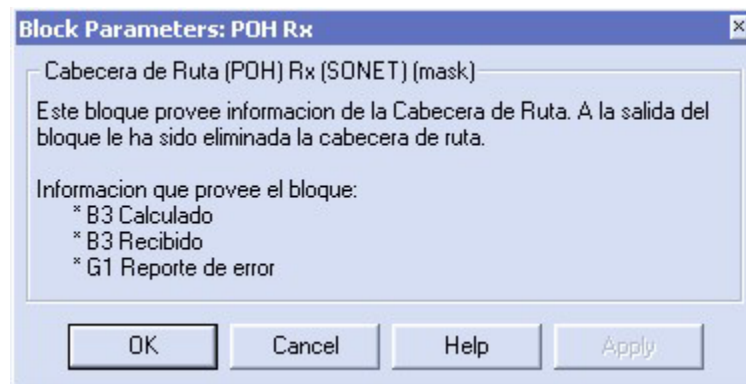 Block Parameters: POH Rx
Cabecera de Ruta (POH) Rx (SONET) (mask)
Este bloque provee informacion de la Cabecera de Ruta. A la salida del
bloque le ha sido eliminada la cabecera de ruta.
Informacion que provee el bloque:
* B3 Calculado
* B3 Recibido
* G1 Reporte de error
OK Cancel Help Apply